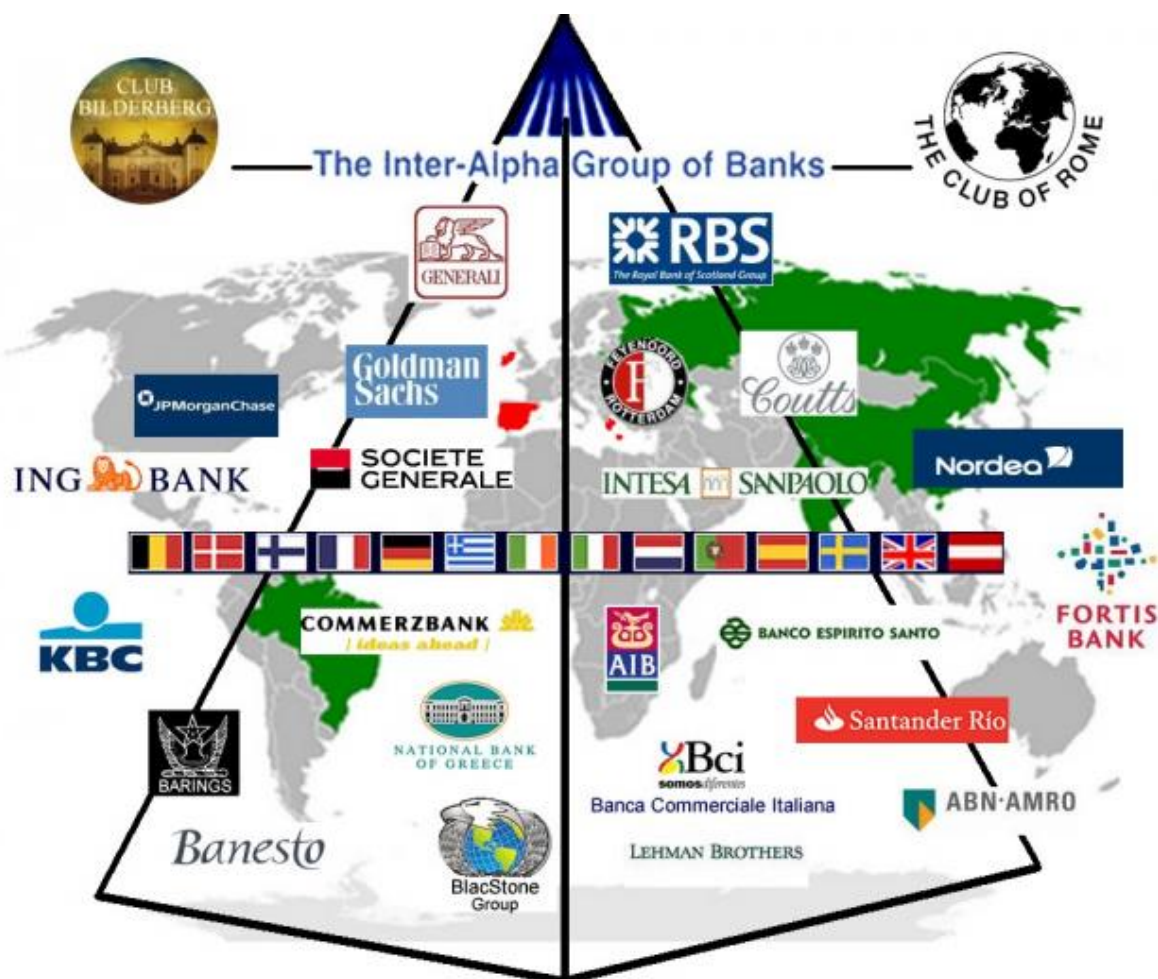 CLUB
BILDERBERG
THE CLUB OF ROME
The Inter-Alpha Group of Banks
GENERALI
RBS
The Royal Bank of Scotland Group
JPMorganChase
Goldman
Sachs
FEYENOORD
F
ROTTERDAM
Coutts
ING BANK
SOCIETE
GENERALE
INTESA SANPAOLO
Nordea
KBC
COMMERZBANK
| ideas ahead |
AIB
BANCO ESPIRITO SANTO
FORTIS
BANK
BARINGS
NATIONAL BANK
OF GREECE
Bci
somosdiferentes
Banca Commerciale Italiana
Santander Río
ABN·AMRO
Banesto
BlacStone
Group
LEHMAN BROTHERS